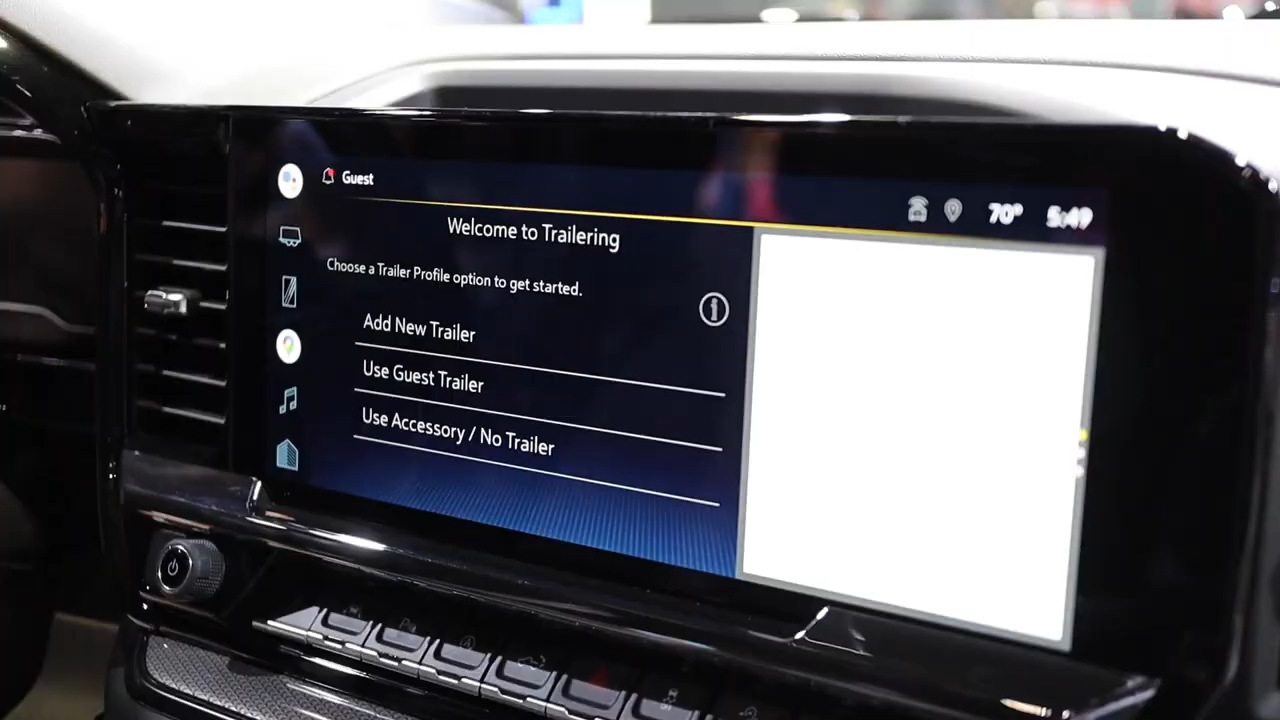 Guest
70°
5:49
Welcome to Trailering
Choose a Trailer Profile option to get started.
Add New Trailer
Use Guest Trailer
Use Accessory / No Trailer